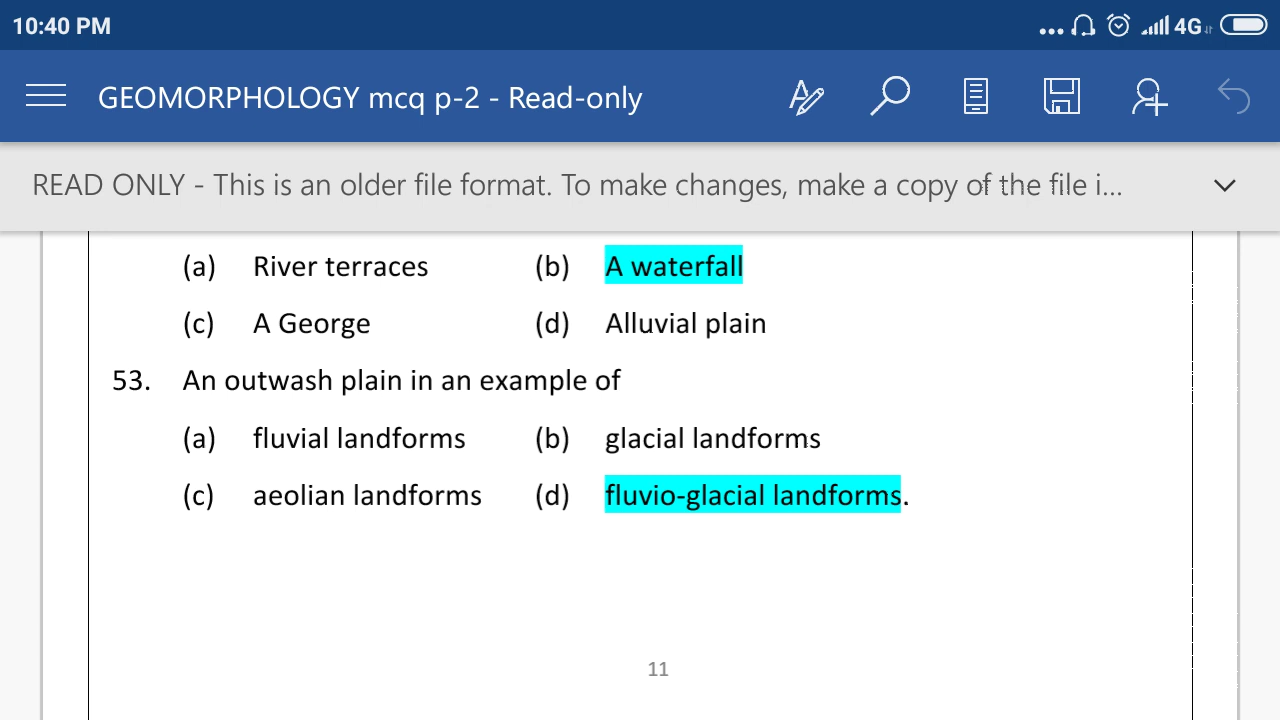 10:40 PM
4G
GEOMORPHOLOGY mcq p-2 - Read-only
READ ONLY - This is an older file format. To make changes, make a copy of the file i...
(a) River terraces (b) A waterfall
(c) A George (d) Alluvial plain
53. An outwash plain in an example of
(a) fluvial landforms (b) glacial landforms
(c) aeolian landforms (d) fluvio-glacial landforms.
11